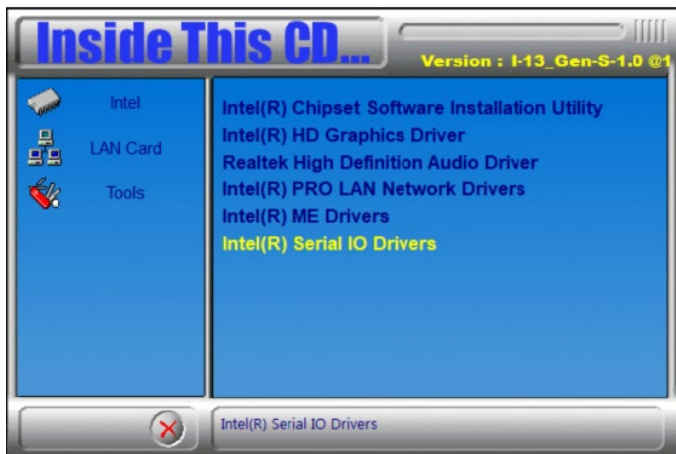 Inside This CD...
Version : I-13_Gen-S-1.0 @1
Intel
LAN Card
Tools
Intel(R) Chipset Software Installation Utility
Intel(R) HD Graphics Driver
Realtek High Definition Audio Driver
Intel(R) PRO LAN Network Drivers
Intel(R) ME Drivers
Intel(R) Serial IO Drivers
Intel(R) Serial IO Drivers